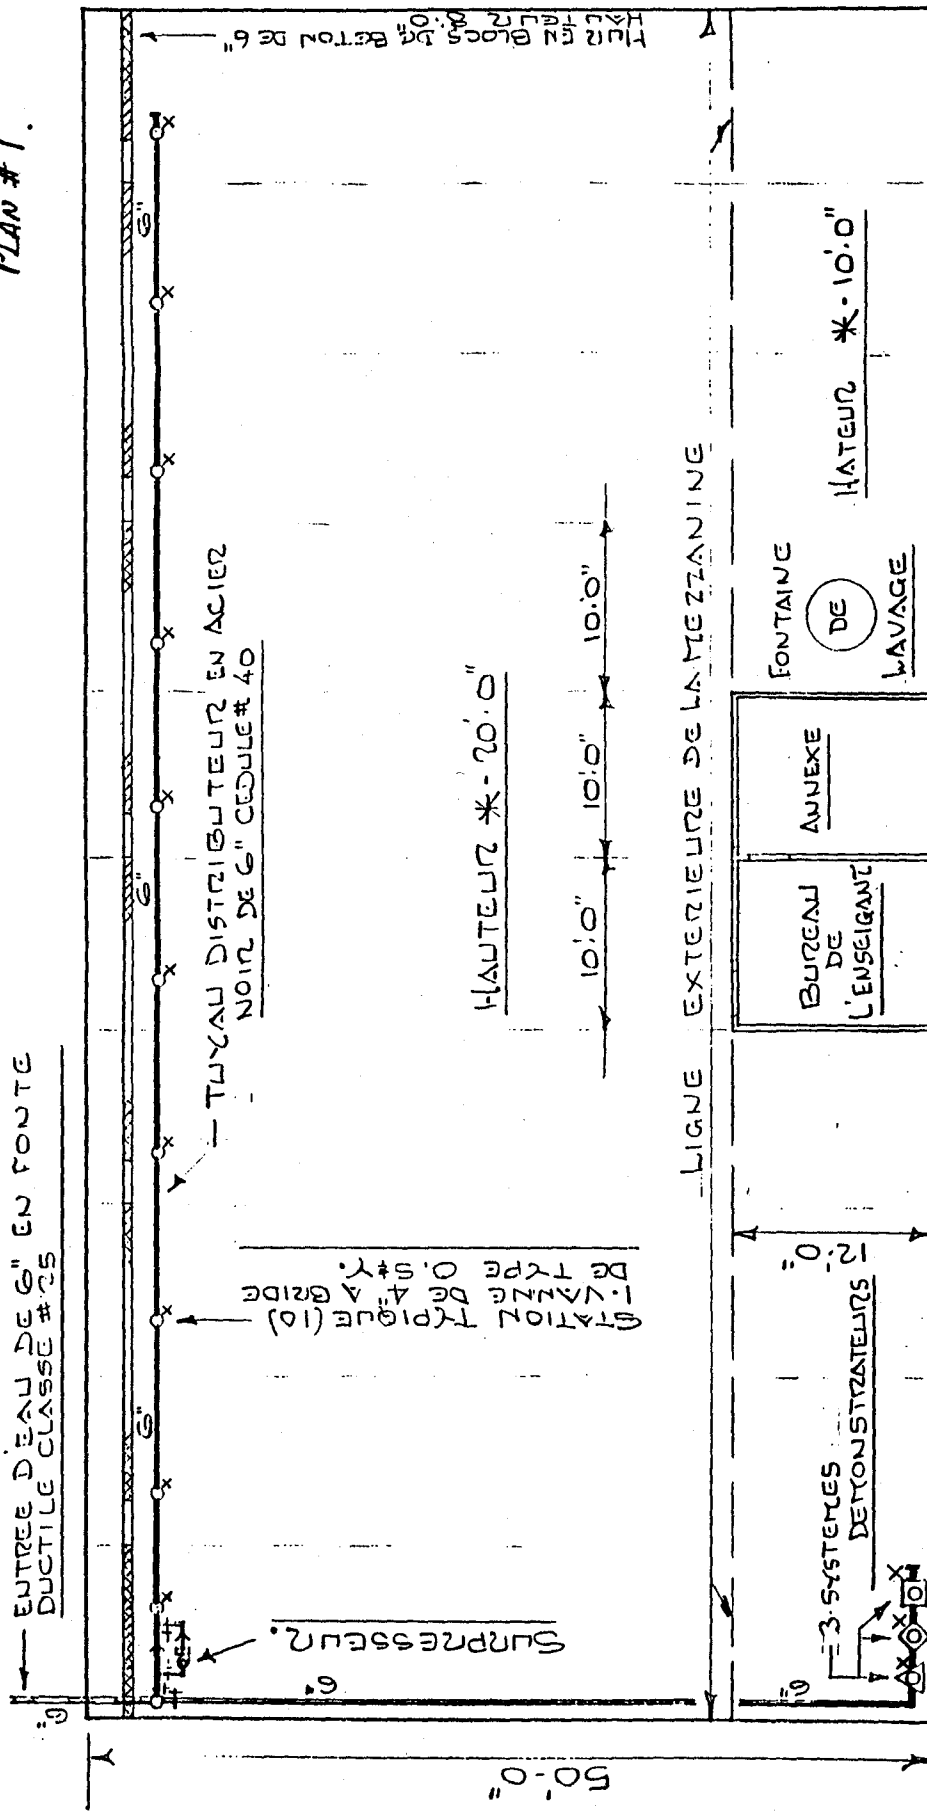 PLAN # 1.
ENTREE D'EAU DE 6" EN FONTE
DUCTILE CLASSE # 25
6"
6"
6"
6"
MUR EN BLOCS DE BETON DE 6"
HAUTEUR 8'.0"
TUYAU DISTRIBUTEUR EN ACIER
NOIR DE 6" CEDULE # 40
STATION TYPIQUE (10)
1. VANNE DE 4" A BRIDE
DE TYPE O.S&Y.
SURPRESSEUR.
6"
HAUTEUR * - 20'.0"
10'.0"
10'.0"
10'.0"
LIGNE EXTERIEURE DE LA MEZZANINE
HATEUR * - 10'.0"
FONTAINE
DE
LAVAGE
ANNEXE
BUREAU
DE
L'ENSEIGANT
12'.0"
3. SYSTEMES
DEMONSTRATEURS
6"
50'-0"